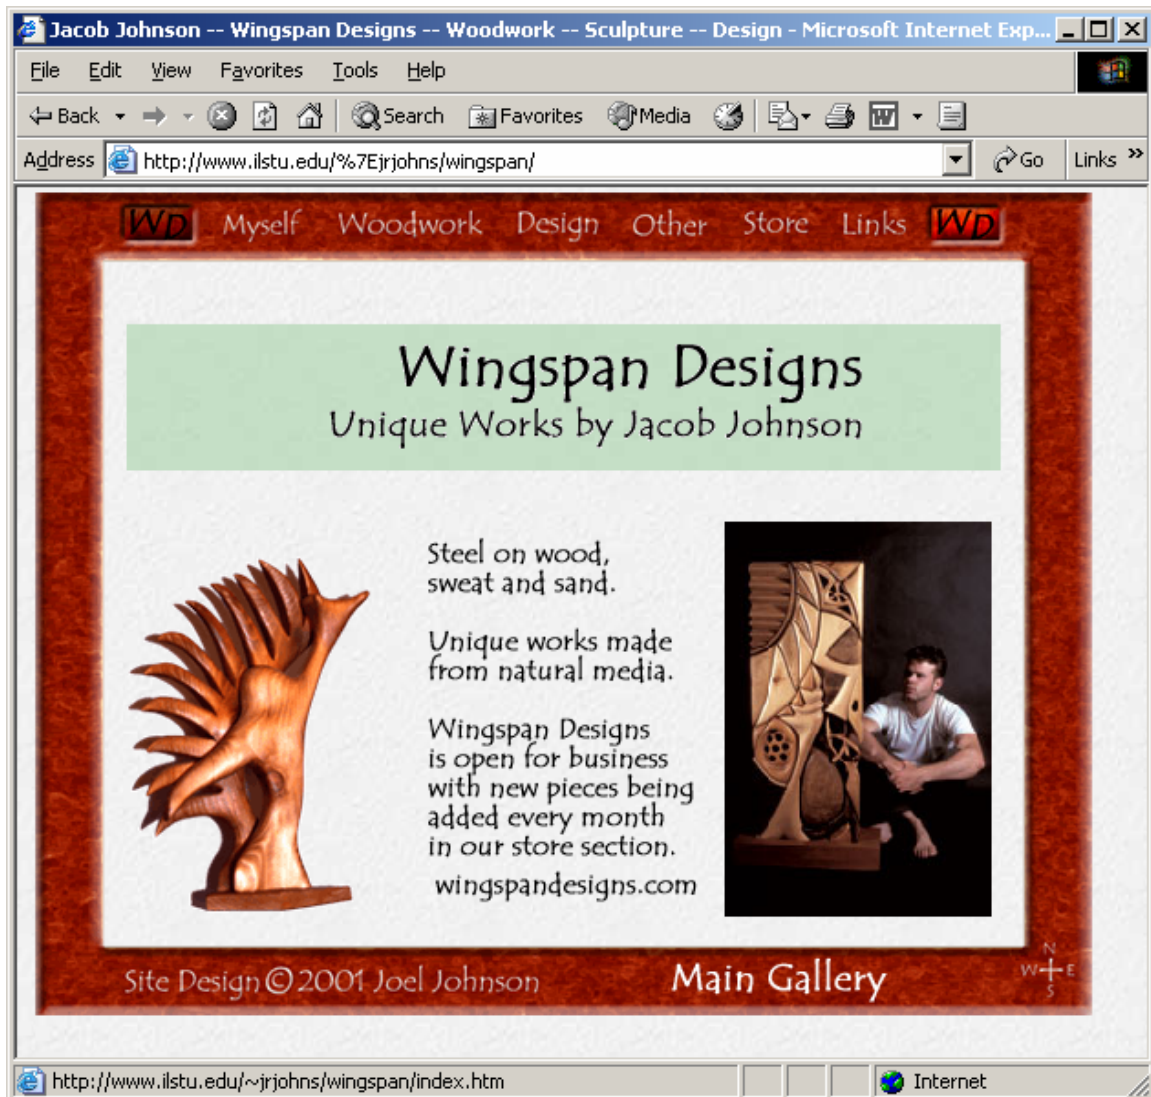 Jacob Johnson -- Wingspan Designs -- Woodwork -- Sculpture -- Design - Microsoft Internet Exp...
File Edit View Favorites Tools Help
Back Search Favorites Media W
Address http://www.ilstu.edu/%7Ejrjohns/wingspan/ Go Links »
WD Myself Woodwork Design Other Store Links WD
Wingspan Designs
Unique Works by Jacob Johnson
Steel on wood,
sweat and sand.
Unique works made
from natural media.
Wingspan Designs
is open for business
with new pieces being
added every month
in our store section.
wingspandesigns.com
N
W E
S
Site Design © 2001 Joel Johnson Main Gallery
http://www.ilstu.edu/~jrjohns/wingspan/index.htm Internet